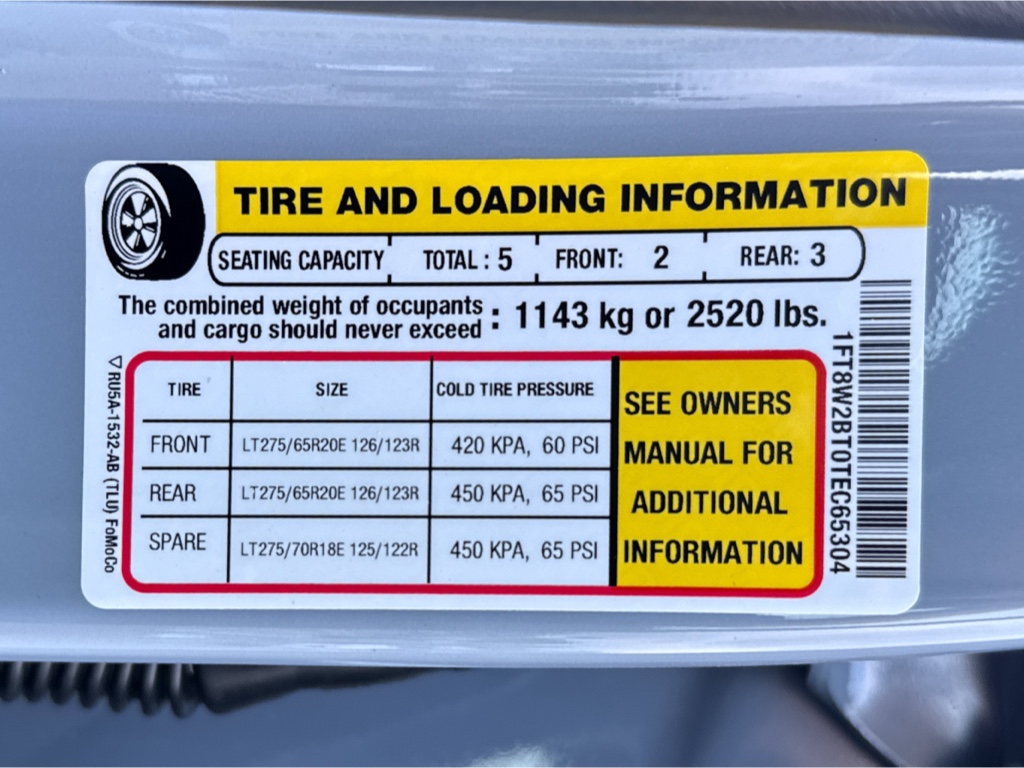 TIRE AND LOADING INFORMATION
SEATING CAPACITY TOTAL : 5 FRONT: 2 REAR: 3
The combined weight of occupants
and cargo should never exceed : 1143 kg or 2520 lbs.
TIRE SIZE COLD TIRE PRESSURE
FRONT LT275/65R20E 126/123R 420 KPA, 60 PSI
REAR LT275/65R20E 126/123R 450 KPA, 65 PSI
SPARE LT275/70R18E 125/122R 450 KPA, 65 PSI
SEE OWNERS
MANUAL FOR
ADDITIONAL
INFORMATION
▽RU5A-1532-AB (TLU) FoMoCo
1FT8W2BT0TEC65304